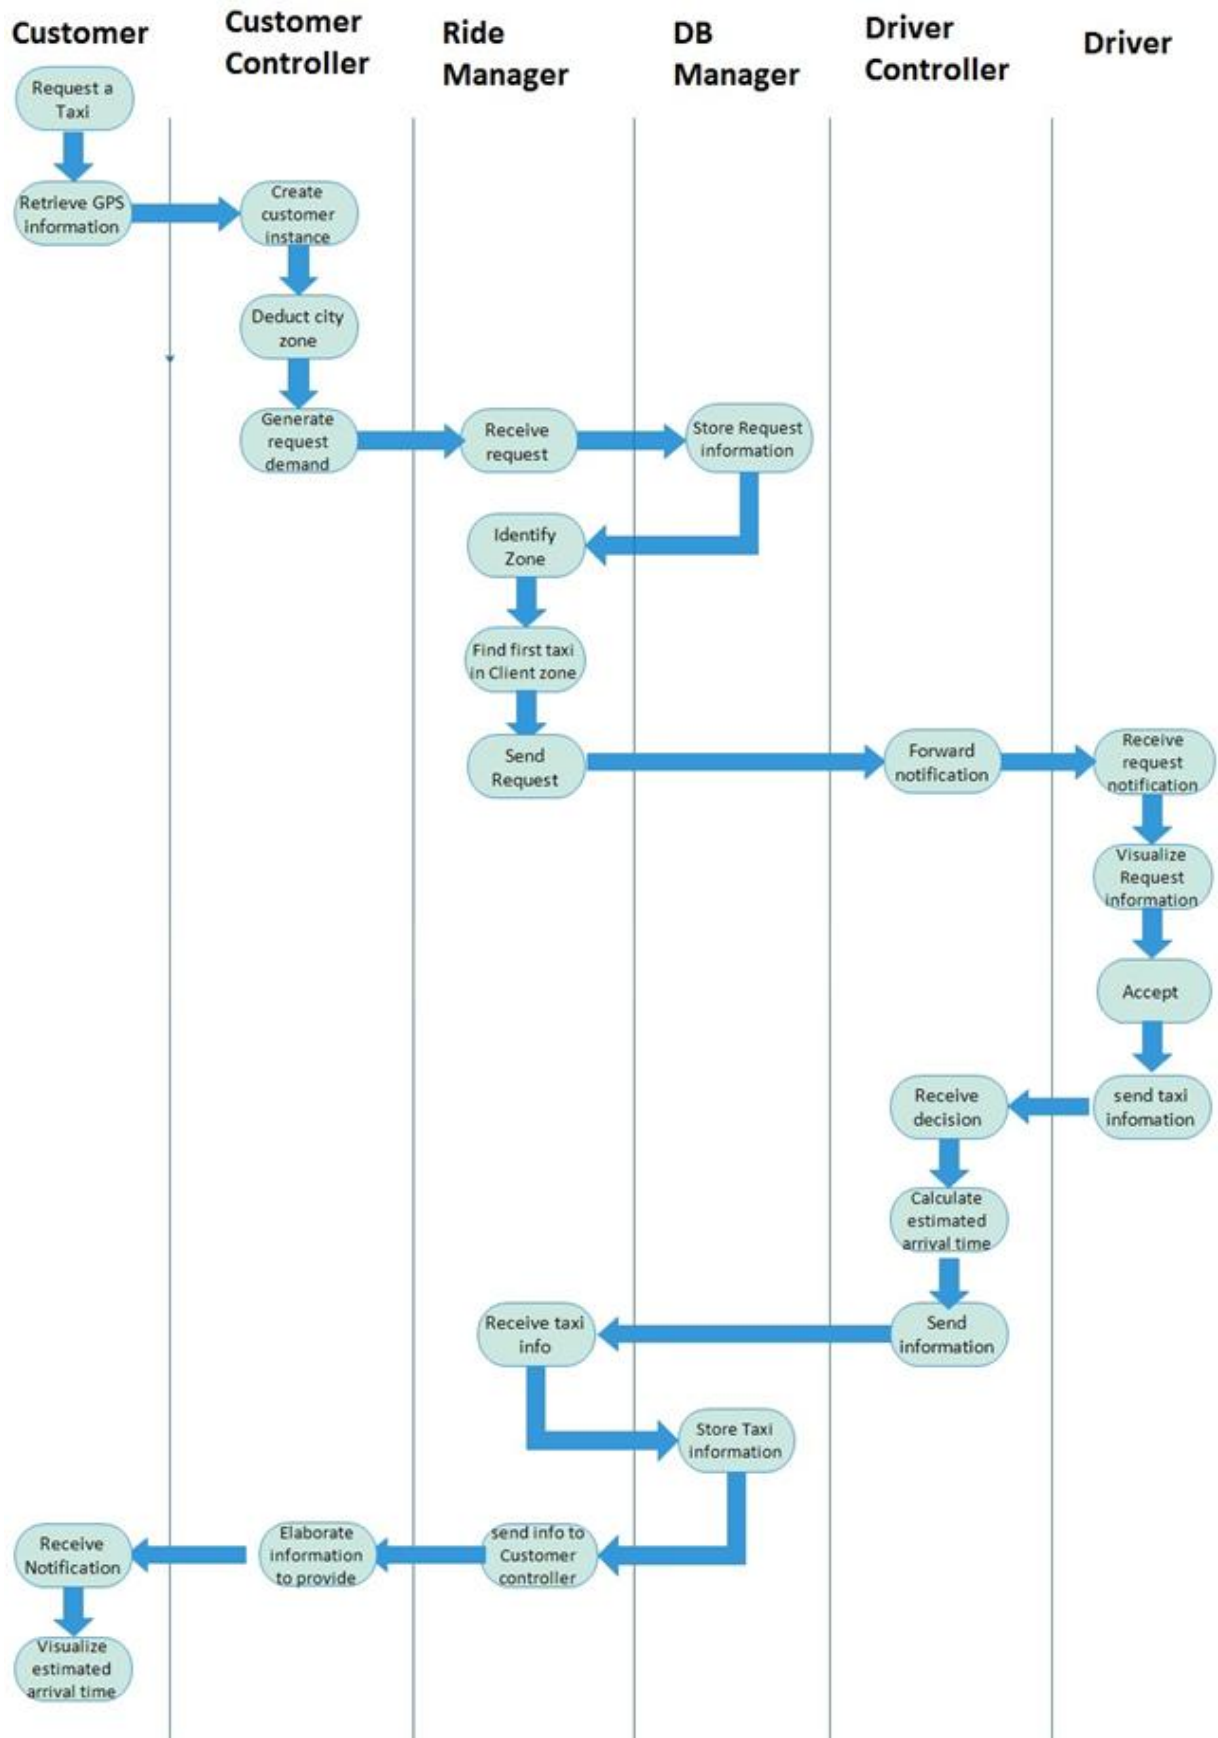 Customer
Customer
Controller
Ride
Manager
DB
Manager
Driver
Controller
Driver
Request a
Taxi
Retrieve GPS
information
Create
customer
instance
Deduct city
zone
Generate
request
demand
Receive
request
Store Request
information
Identify
Zone
Find first taxi
in Client zone
Send
Request
Forward
notification
Receive
request
notification
Visualize
Request
information
Accept
send taxi
infomation
Receive
decision
Calculate
estimated
arrival time
Send
information
Receive taxi
info
Store Taxi
information
send info to
Customer
controller
Elaborate
information
to provide
Receive
Notification
Visualize
estimated
arrival time